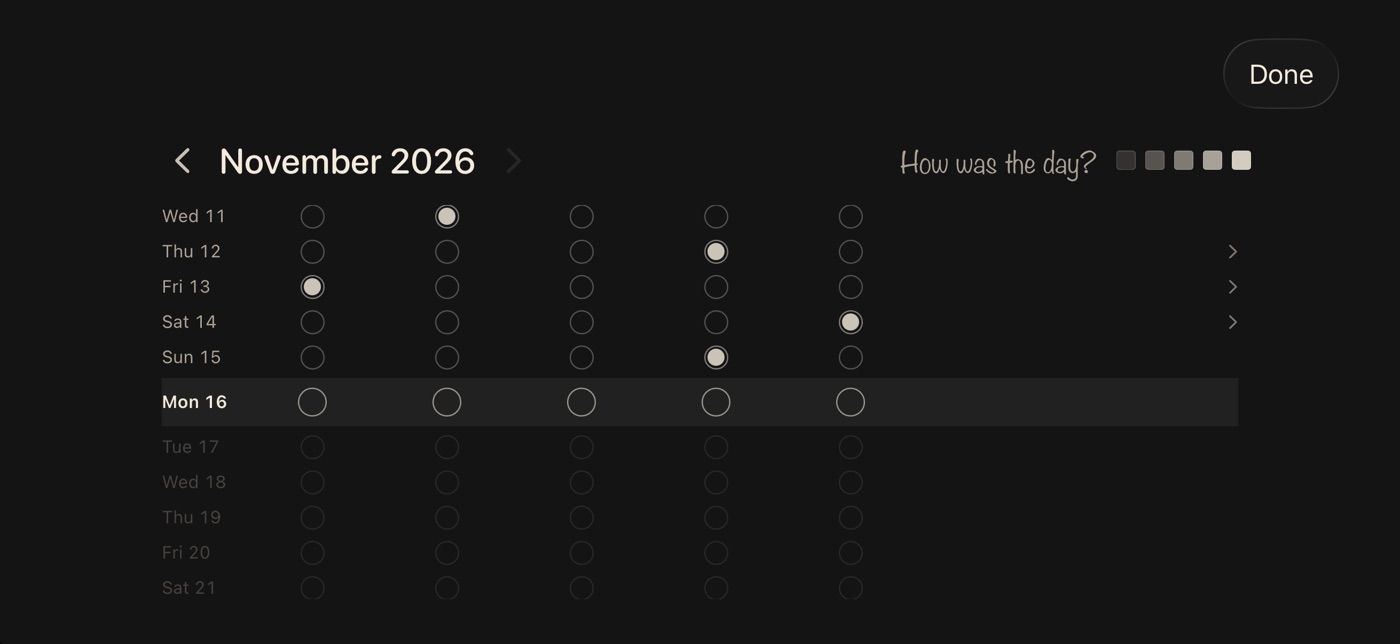 Done
November 2026
How was the day?
Wed 11
Thu 12
Fri 13
Sat 14
Sun 15
Mon 16
Tue 17
Wed 18
Thu 19
Fri 20
Sat 21